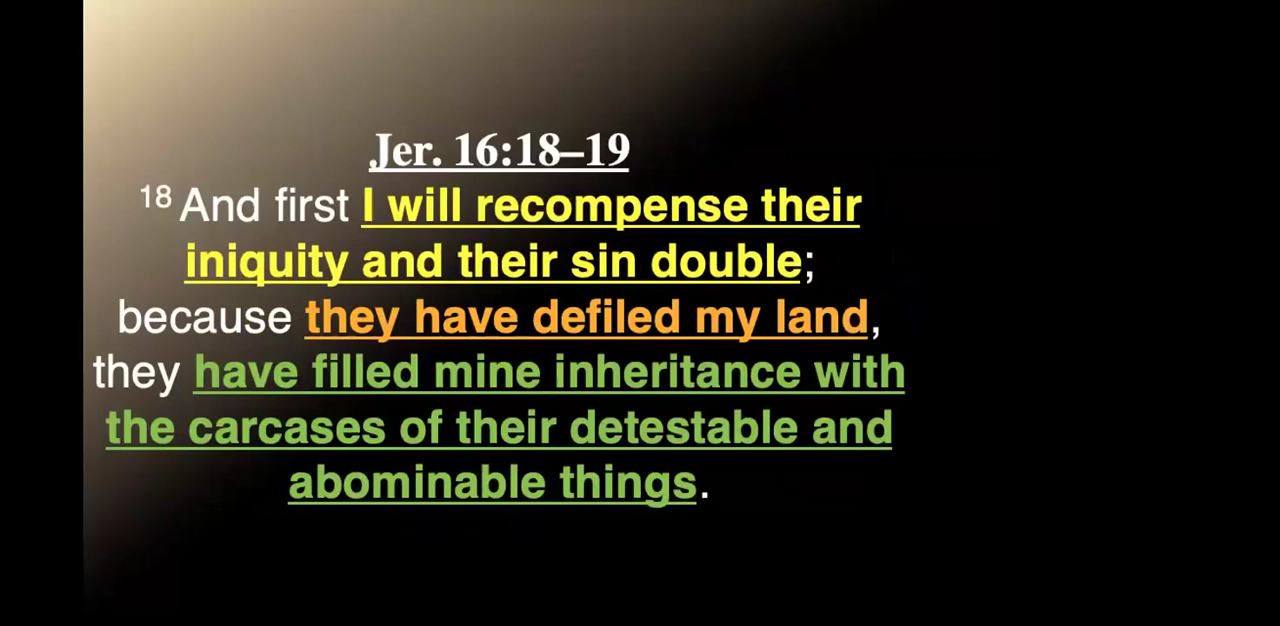 Jer. 16:18–19
18 And first I will recompense their
iniquity and their sin double;
because they have defiled my land,
they have filled mine inheritance with
the carcases of their detestable and
abominable things.